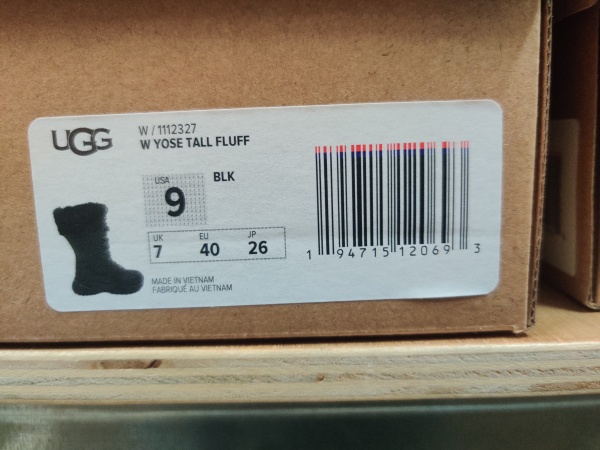 UGG
W / 1112327
W YOSE TALL FLUFF
USA
9
BLK
UK EU JP
7 40 26
MADE IN VIETNAM
FABRIQUÉ AU VIETNAM
1 94715 12069 3